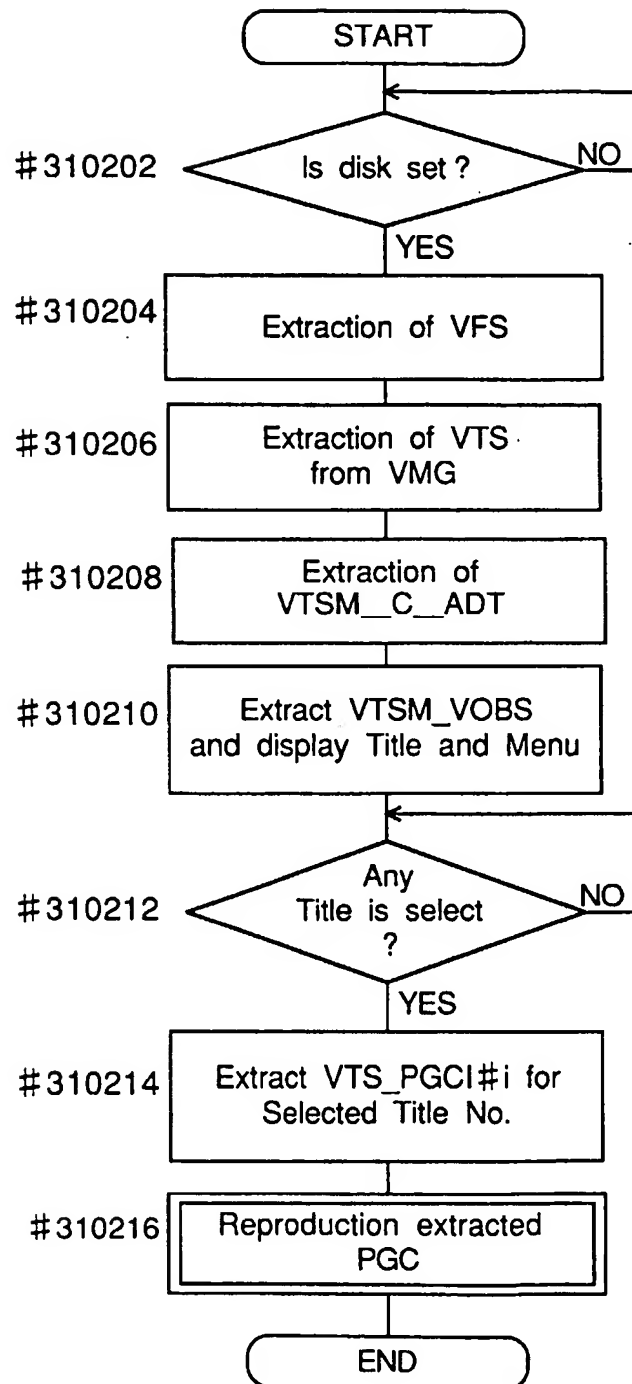 START
#310202
Is disk set?
NO
YES
#310204
Extraction of VFS
#310206
Extraction of VTS
from VMG
#310208
Extraction of
VTSM__C__ADT
#310210
Extract VTSM_VOBS
and display Title and Menu
#310212
Any
Title is select
?
NO
YES
#310214
Extract VTS_PGCI#i for
Selected Title No.
#310216
Reproduction extracted
PGC
END